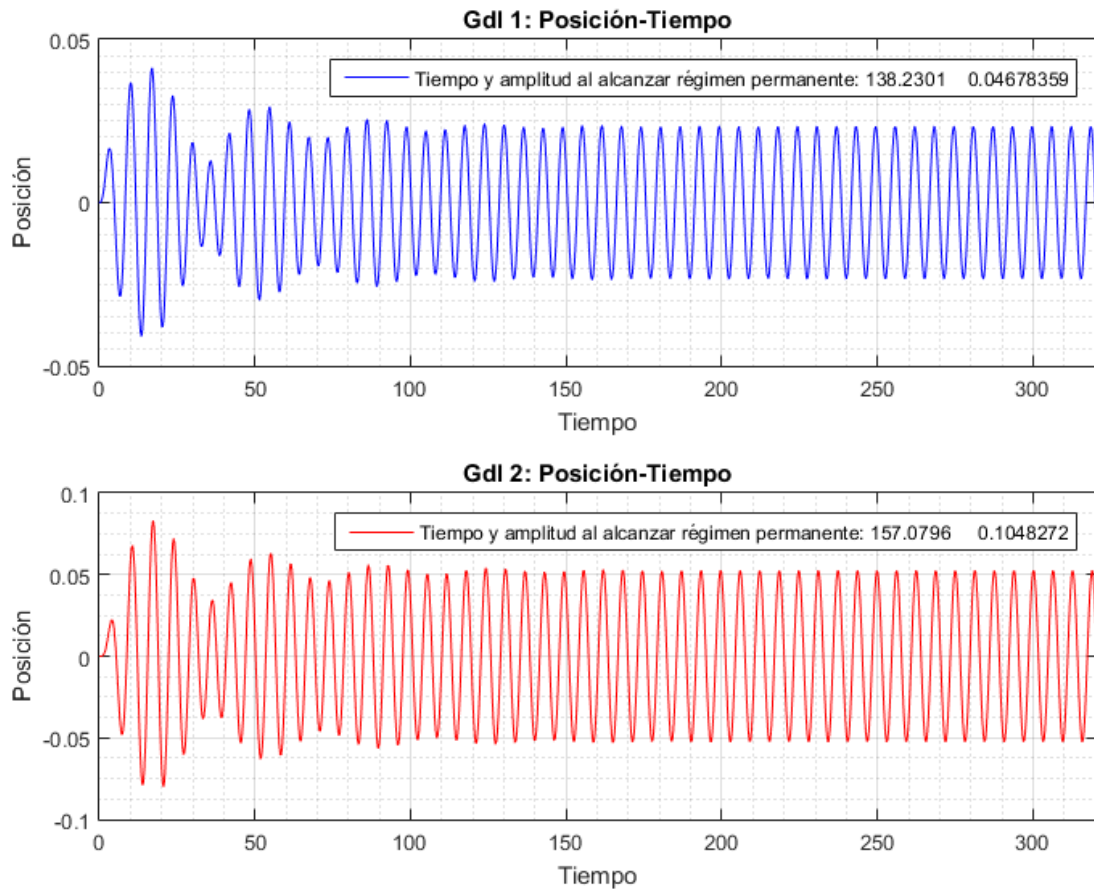 Gdl 1: Posición-Tiempo
0.05
Tiempo y amplitud al alcanzar régimen permanente: 138.2301 0.04678359
Posición
0
-0.05
0 50 100 150 200 250 300
Tiempo
Gdl 2: Posición-Tiempo
0.1
Tiempo y amplitud al alcanzar régimen permanente: 157.0796 0.1048272
0.05
Posición
0
-0.05
-0.1
0 50 100 150 200 250 300
Tiempo